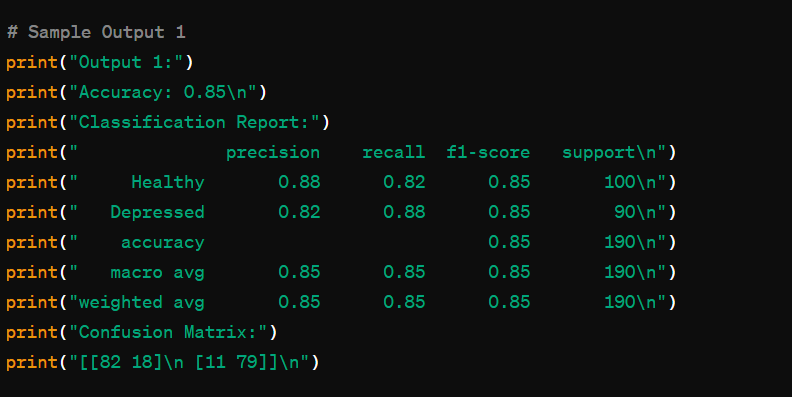 # Sample Output 1
print("Output 1:")
print("Accuracy: 0.85\n")
print("Classification Report:")
print("              precision    recall  f1-score   support\n")
print("     Healthy       0.88      0.82      0.85       100\n")
print("   Depressed       0.82      0.88      0.85        90\n")
print("    accuracy                           0.85       190\n")
print("   macro avg       0.85      0.85      0.85       190\n")
print("weighted avg       0.85      0.85      0.85       190\n")
print("Confusion Matrix:")
print("[[82 18]\n [11 79]]\n")